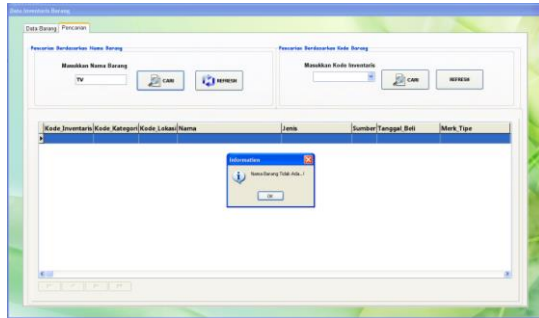 Data Inventaris Barang
Data Barang Pencarian
Pencarian Berdasarkan Nama Barang
Masukkan Nama Barang
TV
CARI
REFRESH
Pencarian Berdasarkan Kode Barang
Masukkan Kode Inventaris
CARI
REFRESH
Kode_Inventaris Kode_Kategori Kode_Lokasi Nama Jenis Sumber Tanggal_Beli Merk_Tipe
Information
Nama Barang Tidak Ada...!
OK